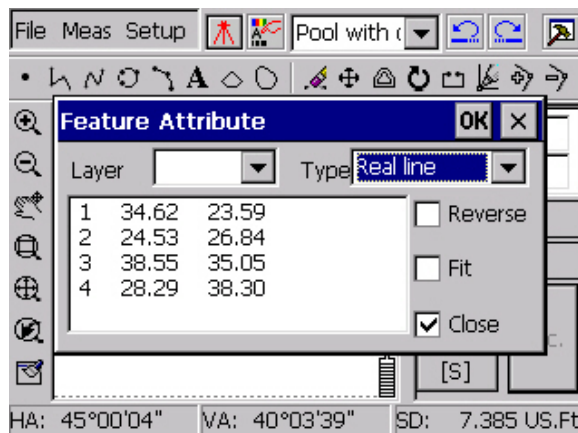 File Meas Setup Pool with (
A
Feature Attribute OK
Layer Type Real line
1 34.62 23.59
2 24.53 26.84
3 38.55 35.05
4 28.29 38.30
Reverse
Fit
Close
[S]
HA: 45°00'04" VA: 40°03'39" SD: 7.385 US.Ft